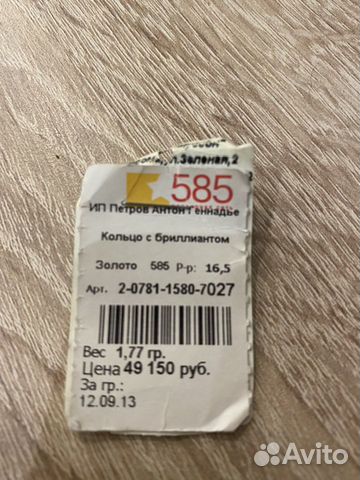 л.Зеленая,2
585
ИП Петров Антон Геннадье
Кольцо с бриллиантом
Золото 585 Р-р: 16,5
Арт. 2-0781-1580-7027
Вес 1,77 гр.
Цена 49 150 руб.
За гр.:
12.09.13
Avito